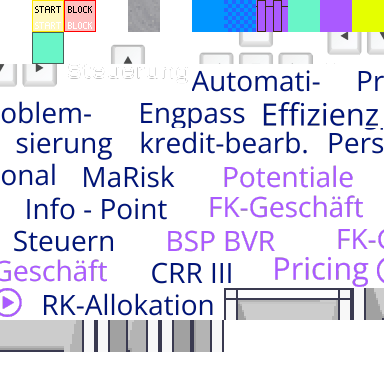 START BLOCK
START BLOCK
Steuerung
Automati- Pr
oblem- Engpass Effizienz
sierung kredit-bearb. Pers
onal MaRisk Potentiale
Info - Point FK-Geschäft
Steuern BSP BVR FK-G
Geschäft CRR III Pricing
RK-Allokation